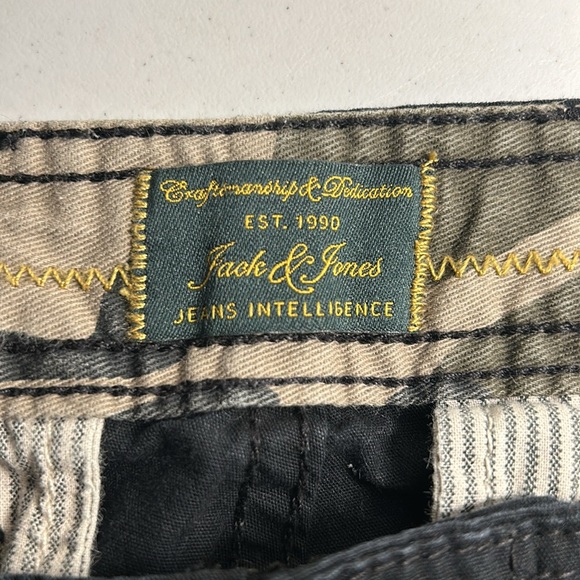 Craftmanship & Dedication
EST. 1990
Jack & Jones
JEANS INTELLIGENCE